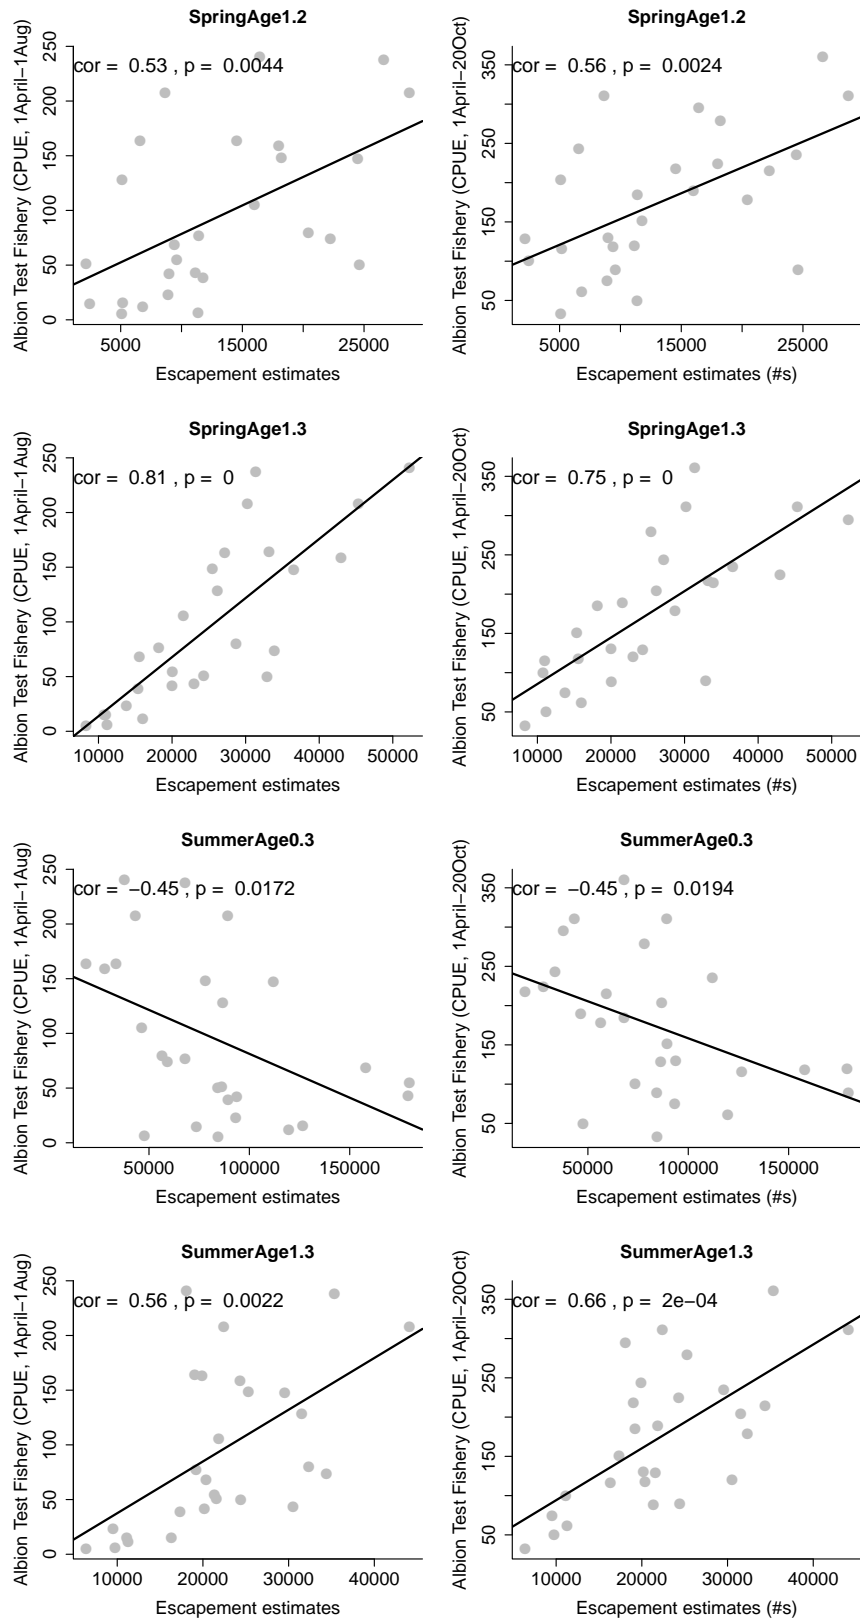 SpringAge1.2
Albion Test Fishery (CPUE, 1April−1Aug)
250
200
150
100
50
0
cor = 0.53 , p = 0.0044
5000 15000 25000
Escapement estimates
SpringAge1.2
Albion Test Fishery (CPUE, 1April−20Oct)
350
250
150
50
cor = 0.56 , p = 0.0024
5000 15000 25000
Escapement estimates (#s)
SpringAge1.3
Albion Test Fishery (CPUE, 1April−1Aug)
250
200
150
100
50
0
cor = 0.81 , p = 0
10000 20000 30000 40000 50000
Escapement estimates
SpringAge1.3
Albion Test Fishery (CPUE, 1April−20Oct)
350
250
150
50
cor = 0.75 , p = 0
10000 20000 30000 40000 50000
Escapement estimates (#s)
SummerAge0.3
Albion Test Fishery (CPUE, 1April−1Aug)
250
200
150
100
50
0
cor = −0.45 , p = 0.0172
50000 100000 150000
Escapement estimates
SummerAge0.3
Albion Test Fishery (CPUE, 1April−20Oct)
350
250
150
50
cor = −0.45 , p = 0.0194
50000 100000 150000
Escapement estimates (#s)
SummerAge1.3
Albion Test Fishery (CPUE, 1April−1Aug)
250
200
150
100
50
0
cor = 0.56 , p = 0.0022
10000 20000 30000 40000
Escapement estimates
SummerAge1.3
Albion Test Fishery (CPUE, 1April−20Oct)
350
250
150
50
cor = 0.66 , p = 2e−04
10000 20000 30000 40000
Escapement estimates (#s)